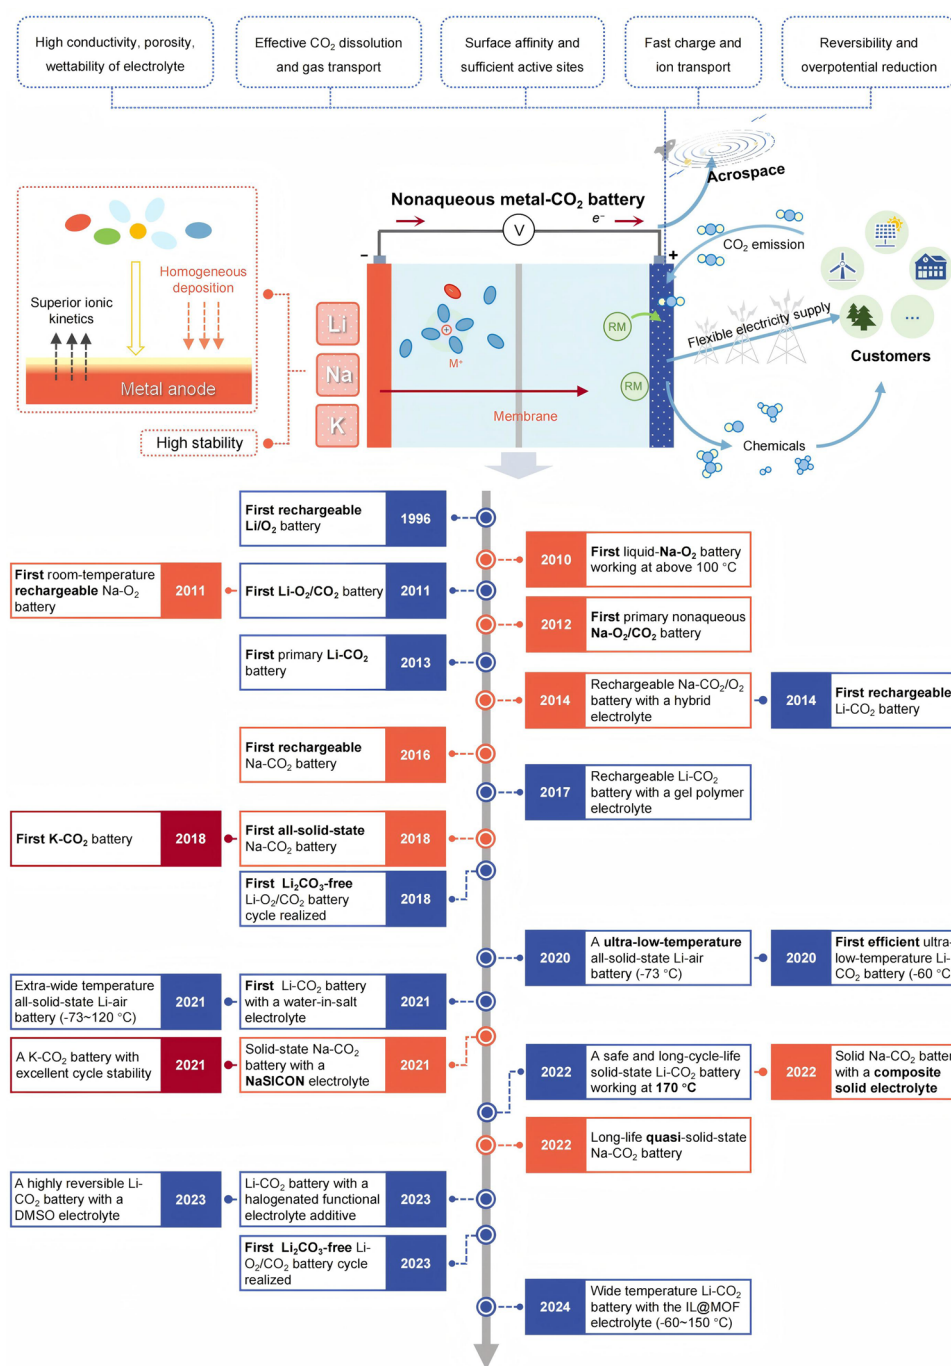 High conductivity, porosity,
wettability of electrolyte
Effective CO₂ dissolution
and gas transport
Surface affinity and
sufficient active sites
Fast charge and
ion transport
Reversibility and
overpotential reduction
Acrospace
Nonaqueous metal-CO₂ battery
e⁻
V
−
+
CO₂ emission
Homogeneous
deposition
Superior ionic
kinetics
Metal anode
High stability
Li
Na
K
M⁺
RM
RM
Membrane
Flexible electricity supply
...
Customers
Chemicals
First rechargeable
Li/O₂ battery
1996
2010
First liquid-Na-O₂ battery
working at above 100 °C
First room-temperature
rechargeable Na-O₂
battery
2011
First Li-O₂/CO₂ battery
2011
2012
First primary nonaqueous
Na-O₂/CO₂ battery
First primary Li-CO₂
battery
2013
2014
Rechargeable Na-CO₂/O₂
battery with a hybrid
electrolyte
2014
First rechargeable
Li-CO₂ battery
First rechargeable
Na-CO₂ battery
2016
2017
Rechargeable Li-CO₂
battery with a gel polymer
electrolyte
First K-CO₂ battery
2018
First all-solid-state
Na-CO₂ battery
2018
First Li₂CO₃-free
Li-O₂/CO₂ battery
cycle realized
2018
2020
A ultra-low-temperature
all-solid-state Li-air
battery (-73 °C)
2020
First efficient ultra-
low-temperature Li-
CO₂ battery (-60 °C)
Extra-wide temperature
all-solid-state Li-air
battery (-73~120 °C)
2021
First Li-CO₂ battery
with a water-in-salt
electrolyte
2021
A K-CO₂ battery with
excellent cycle stability
2021
Solid-state Na-CO₂
battery with a
NaSICON electrolyte
2021
2022
A safe and long-cycle-life
solid-state Li-CO₂ battery
working at 170 °C
2022
Solid Na-CO₂ batte
with a composite
solid electrolyte
2022
Long-life quasi-solid-state
Na-CO₂ battery
A highly reversible Li-
CO₂ battery with a
DMSO electrolyte
2023
Li-CO₂ battery with a
halogenated functional
electrolyte additive
2023
First Li₂CO₃-free Li-
O₂/CO₂ battery cycle
realized
2023
2024
Wide temperature Li-CO₂
battery with the IL@MOF
electrolyte (-60~150 °C)